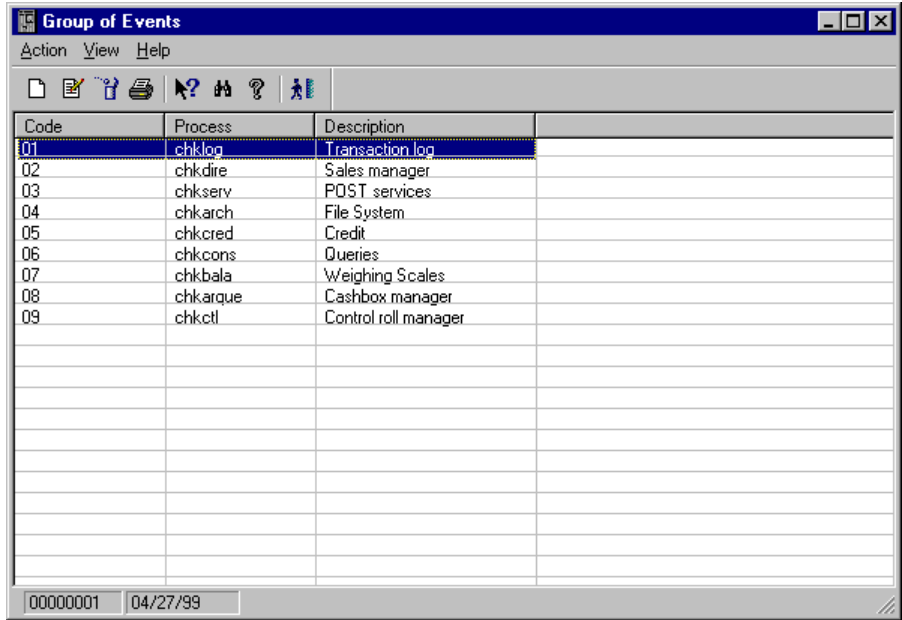 Group of Events
Action View Help
Code Process Description
01 chklog Transaction log
02 chkdire Sales manager
03 chkserv POST services
04 chkarch File System
05 chkcred Credit
06 chkcons Queries
07 chkbala Weighing Scales
08 chkarque Cashbox manager
09 chkctl Control roll manager
00000001 04/27/99